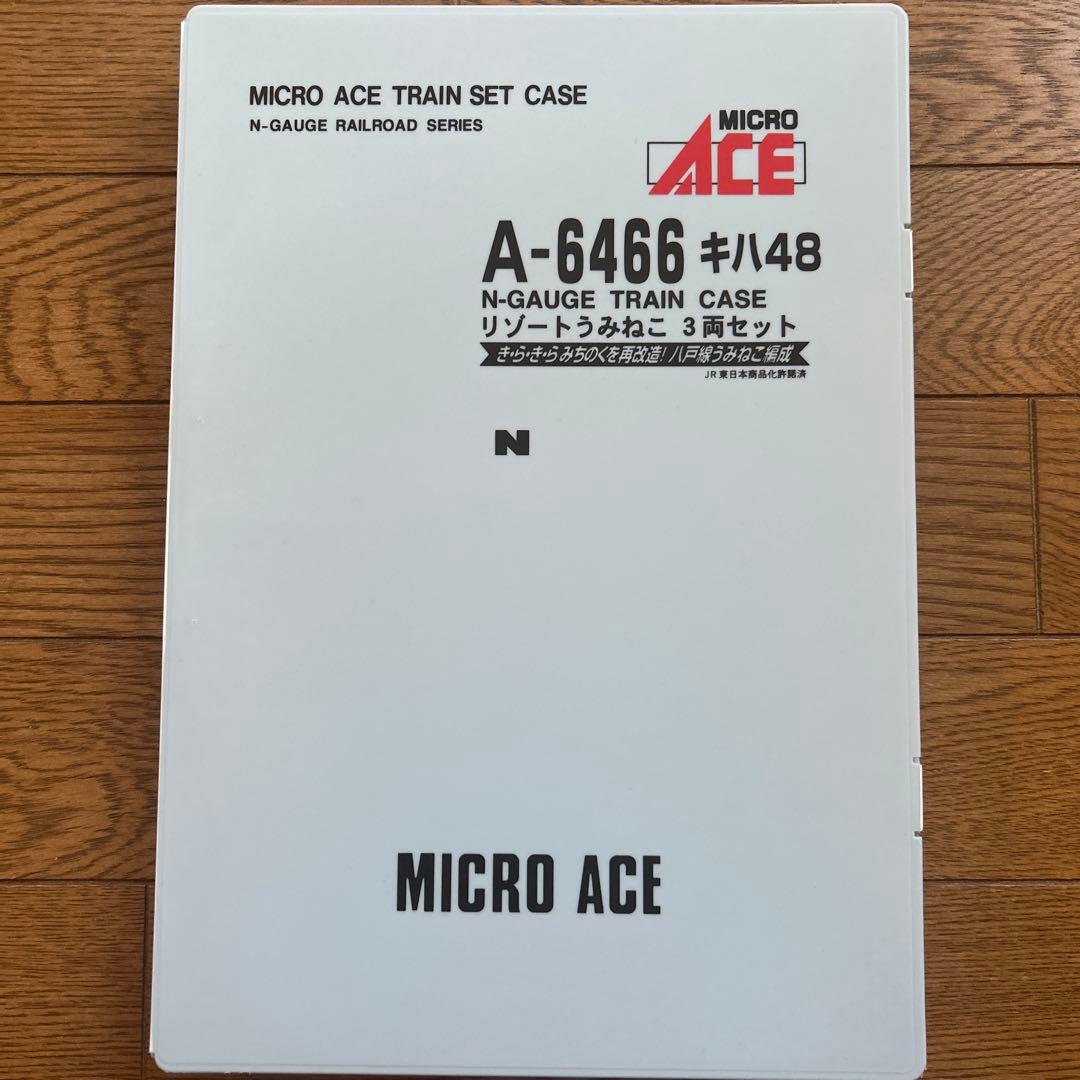 MICRO ACE TRAIN SET CASE
N-GAUGE RAILROAD SERIES
MICRO
ACE
A-6466 キハ48
N-GAUGE TRAIN CASE
リゾートうみねこ 3両セット
き・ら・き・らみちのくを再改造! 八戸線うみねこ編成
JR東日本商品化許諾済
N
MICRO ACE